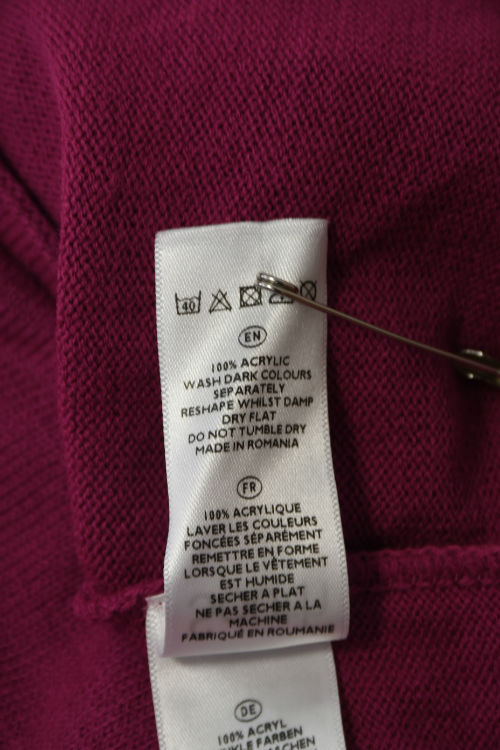 40
EN
100% ACRYLIC
WASH DARK COLOURS
SEPARATELY
RESHAPE WHILST DAMP
DRY FLAT
DO NOT TUMBLE DRY
MADE IN ROMANIA
FR
100% ACRYLIQUE
LAVER LES COULEURS
FONCÉES SÉPARÉMENT
REMETTRE EN FORME
LORSQUE LE VÊTEMENT
EST HUMIDE
SECHER A PLAT
NE PAS SECHER A LA
MACHINE
FABRIQUÉ EN ROUMANIE
DE
100% ACRYL
FARBEN